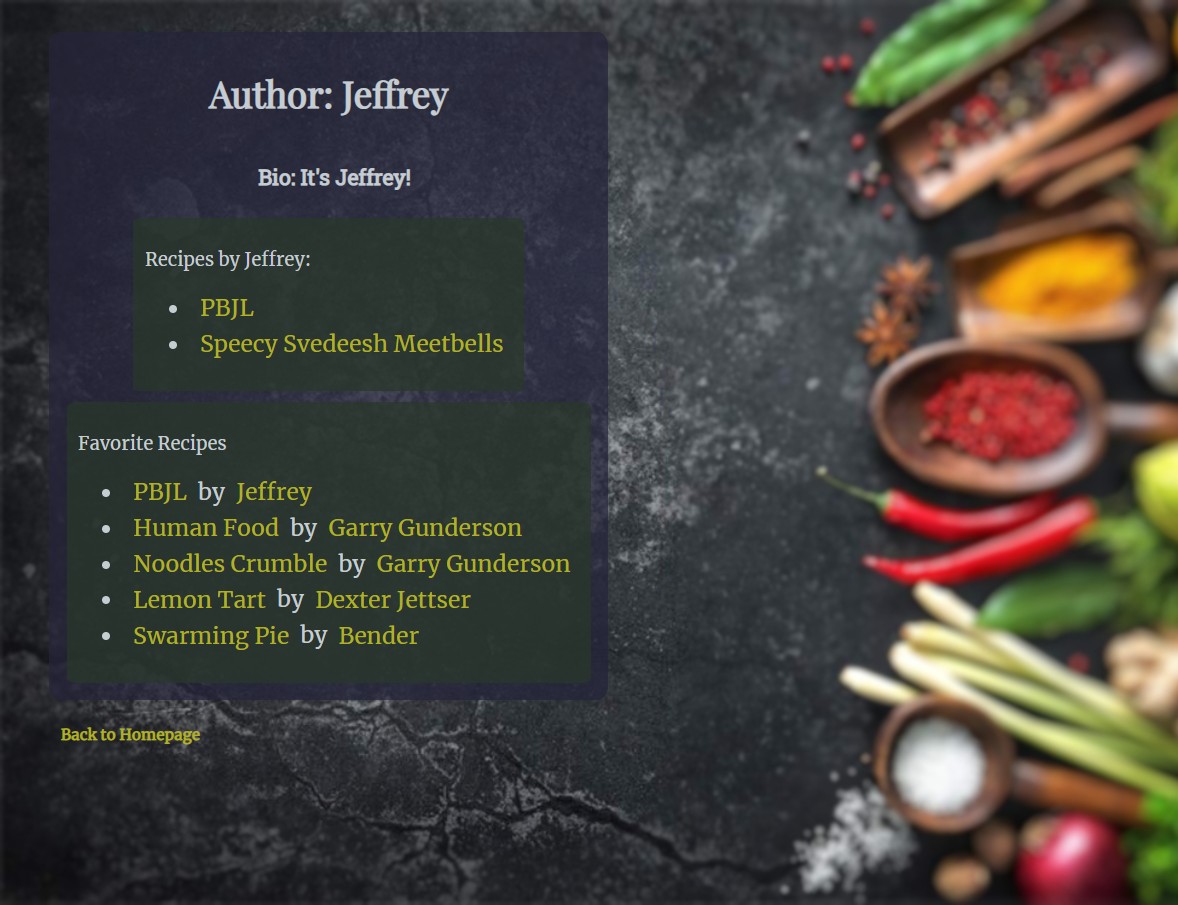 Author: Jeffrey
Bio: It's Jeffrey!
Recipes by Jeffrey:
PBJL
Speecy Svedeesh Meetbells
Favorite Recipes
PBJL by Jeffrey
Human Food by Garry Gunderson
Noodles Crumble by Garry Gunderson
Lemon Tart by Dexter Jettser
Swarming Pie by Bender
Back to Homepage